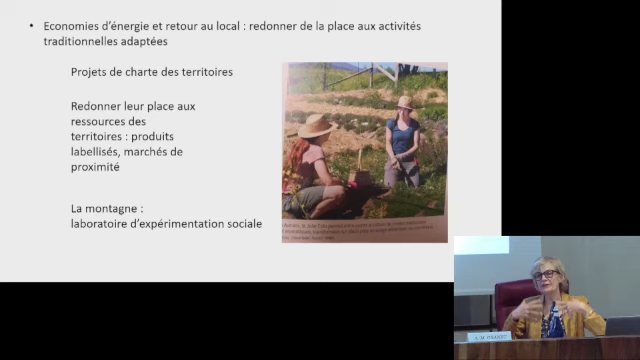 • Economies d'énergie et retour au local : redonner de la place aux activités
traditionnelles adaptées
Projets de charte des territoires
Redonner leur place aux
ressources des
territoires : produits
labellisés, marchés de
proximité
La montagne :
laboratoire d'expérimentation sociale